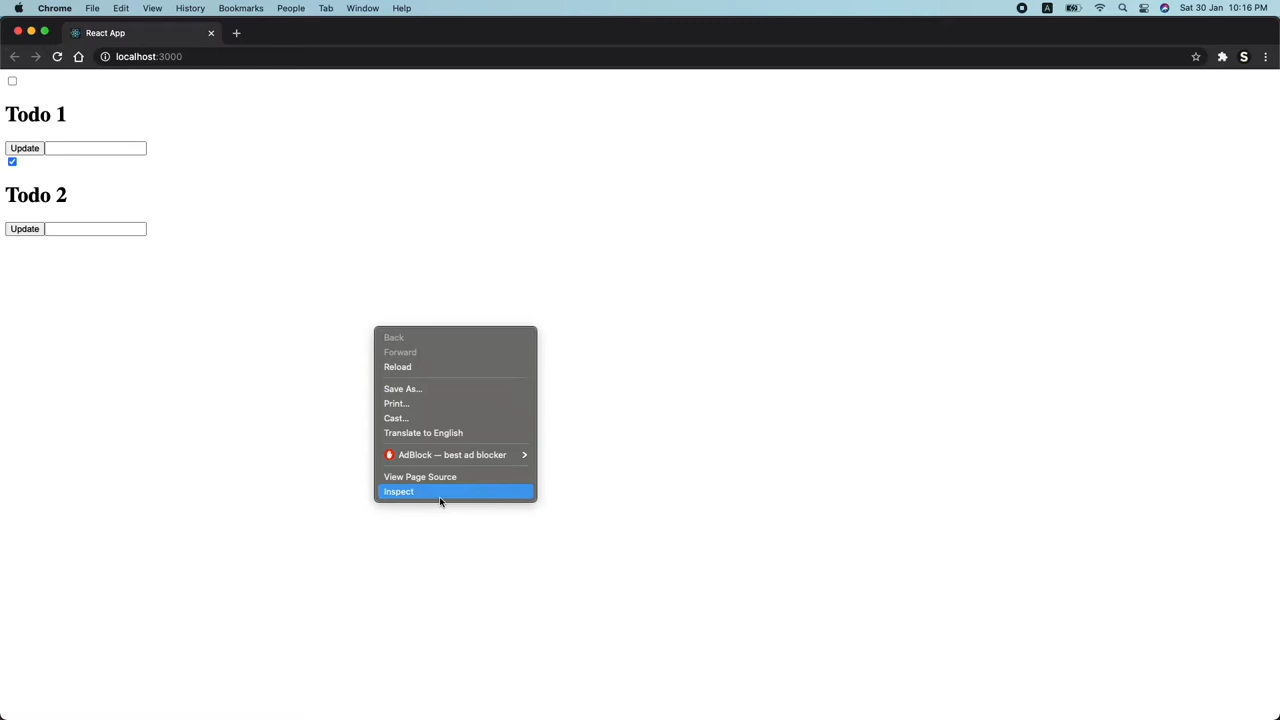 Chrome File Edit View History Bookmarks People Tab Window Help A Sat 30 Jan 10:16 PM
React App
localhost:3000 S
Todo 1
Update
Todo 2
Update
Back
Forward
Reload
Save As...
Print...
Cast...
Translate to English
AdBlock — best ad blocker
View Page Source
Inspect